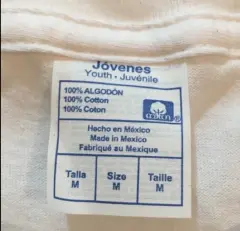 Jóvenes
Youth - Juvénile
100% ALGODÓN
100% Cotton
100% Coton
®
Hecho en México
Made in Mexico
Fabriqué au Mexique
Talla Size Taille
M M M